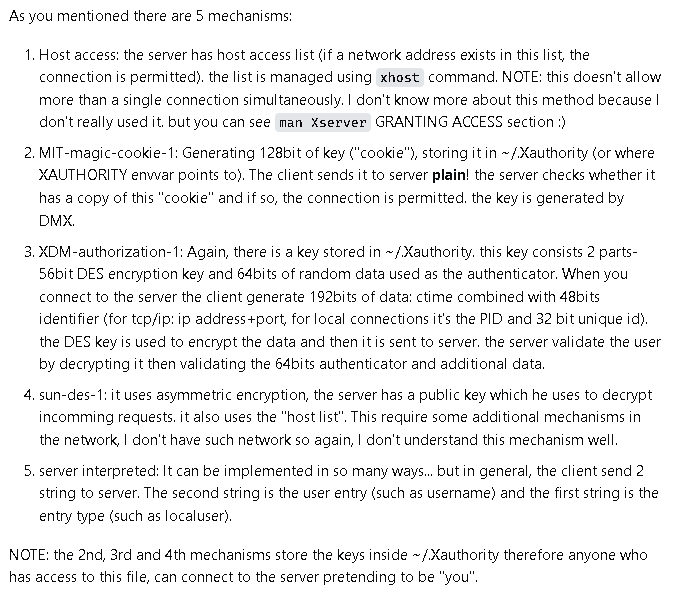 As you mentioned there are 5 mechanisms:
1. Host access: the server has host access list (if a network address exists in this list, the
connection is permitted). the list is managed using xhost command. NOTE: this doesn't allow
more than a single connection simultaneously. I don't know more about this method because I
don't really used it. but you can see man Xserver GRANTING ACCESS section :)
2. MIT-magic-cookie-1: Generating 128bit of key ("cookie"), storing it in ~/.Xauthority (or where
XAUTHORITY envvar points to). The client sends it to server plain! the server checks whether it
has a copy of this "cookie" and if so, the connection is permitted. the key is generated by
DMX.
3. XDM-authorization-1: Again, there is a key stored in ~/.Xauthority. this key consists 2 parts-
56bit DES encryption key and 64bits of random data used as the authenticator. When you
connect to the server the client generate 192bits of data: ctime combined with 48bits
identifier (for tcp/ip: ip address+port, for local connections it's the PID and 32 bit unique id).
the DES key is used to encrypt the data and then it is sent to server. the server validate the user
by decrypting it then validating the 64bits authenticator and additional data.
4. sun-des-1: it uses asymmetric encryption, the server has a public key which he uses to decrypt
incomming requests. it also uses the "host list". This require some additional mechanisms in
the network, I don't have such network so again, I don't understand this mechanism well.
5. server interpreted: It can be implemented in so many ways... but in general, the client send 2
string to server. The second string is the user entry (such as username) and the first string is the
entry type (such as localuser).
NOTE: the 2nd, 3rd and 4th mechanisms store the keys inside ~/.Xauthority therefore anyone who
has access to this file, can connect to the server pretending to be "you".